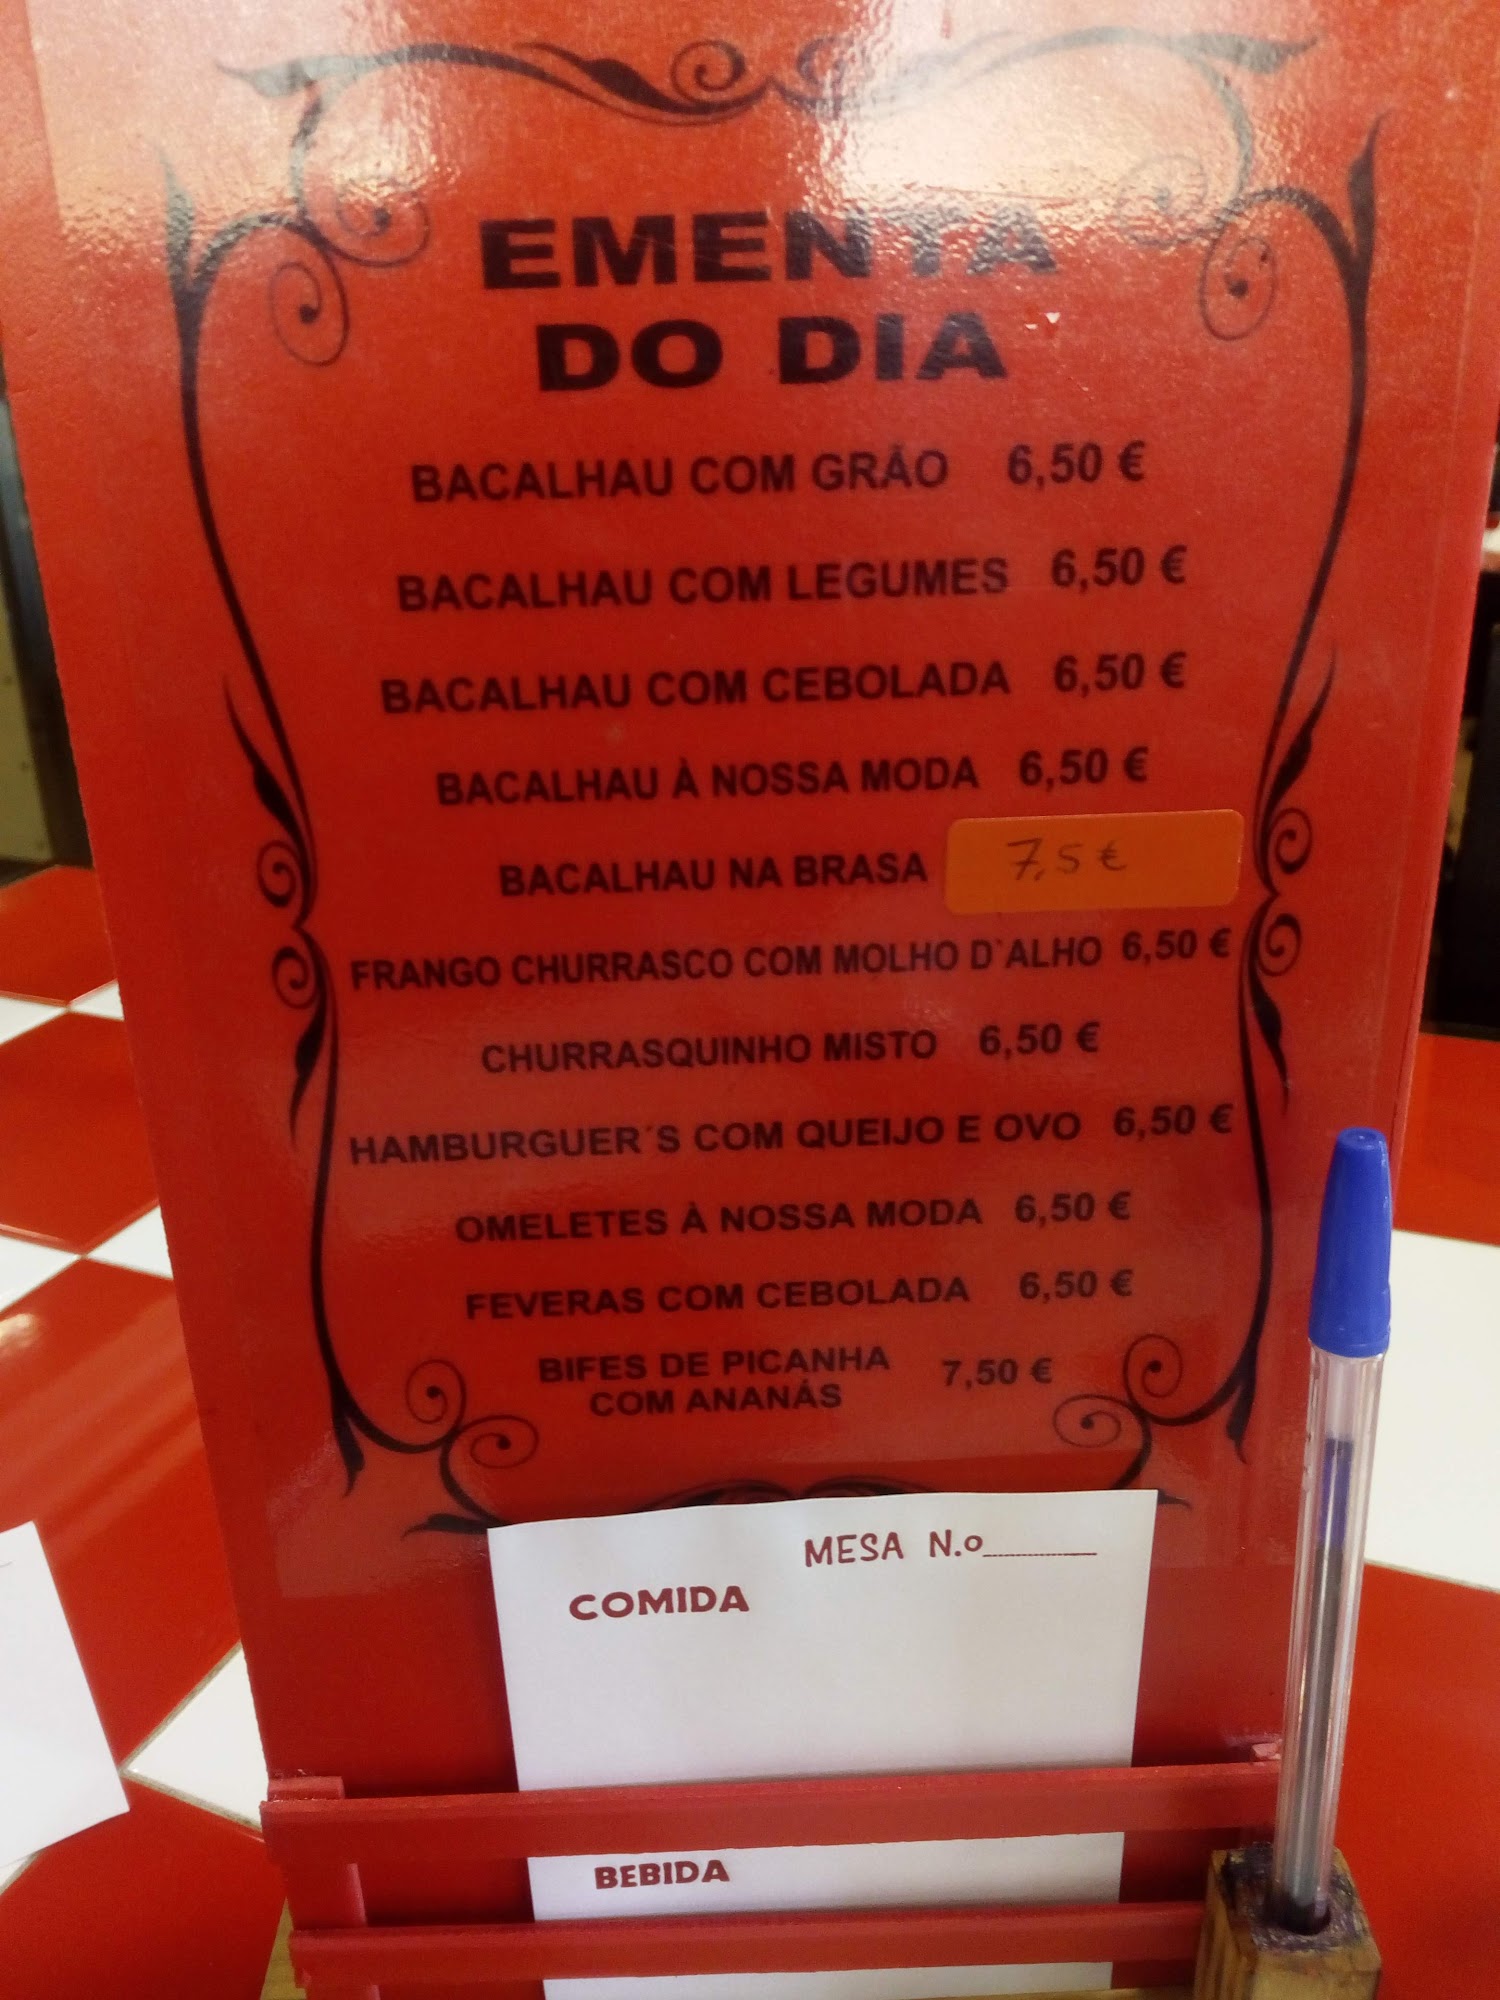 EMENTA
DO DIA
BACALHAU COM GRÃO 6,50 €
BACALHAU COM LEGUMES 6,50 €
BACALHAU COM CEBOLADA 6,50 €
BACALHAU À NOSSA MODA 6,50 €
BACALHAU NA BRASA 7,5 €
FRANGO CHURRASCO COM MOLHO D`ALHO 6,50 €
CHURRASQUINHO MISTO 6,50 €
HAMBURGUER´S COM QUEIJO E OVO 6,50 €
OMELETES À NOSSA MODA 6,50 €
FEVERAS COM CEBOLADA 6,50 €
BIFES DE PICANHA
COM ANANÁS 7,50 €
MESA N.o______
COMIDA
BEBIDA